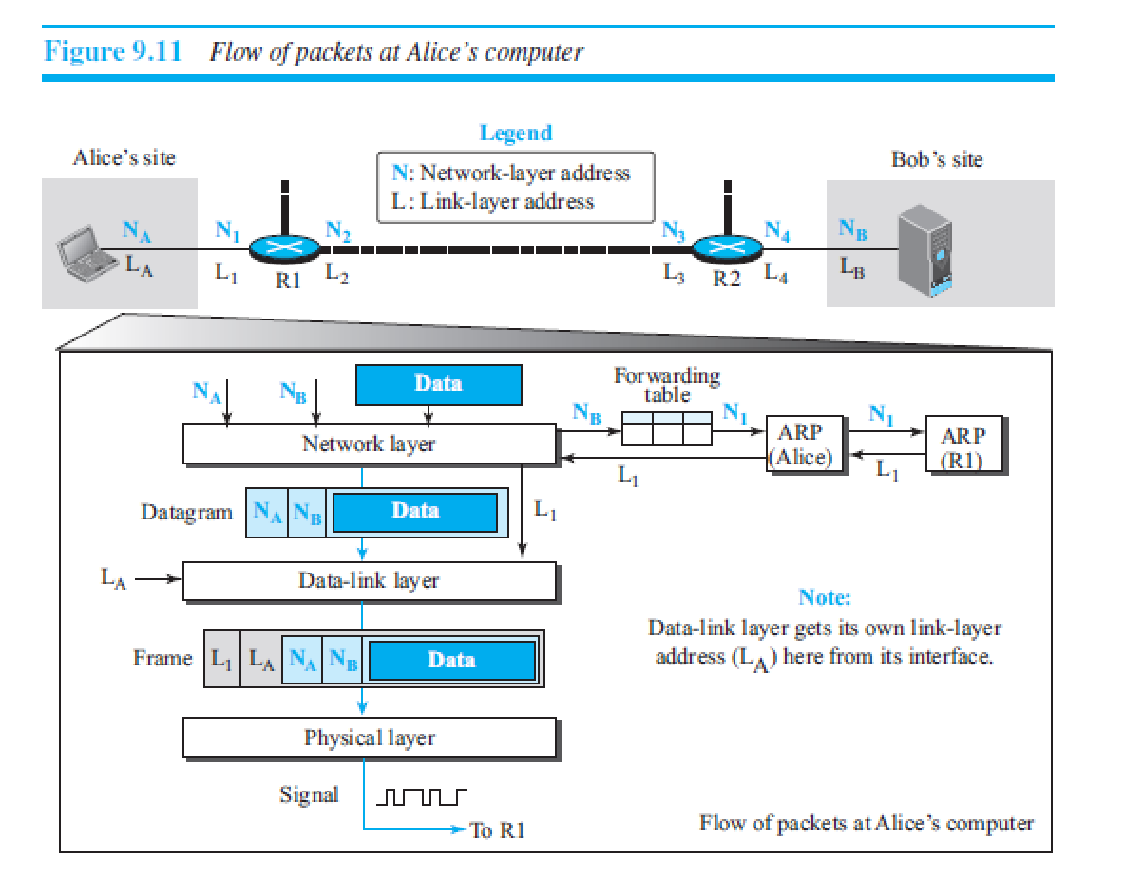 Figure 9.11 Flow of packets at Alice's computer
Legend
N: Network-layer address
L: Link-layer address
Alice's site
Bob's site
NA
N1
N2
N3
N4
NB
LA
L1
R1
L2
L3
R2
L4
LB
NA
NB
Data
Forwarding
table
NB
N1
N1
Network layer
ARP
(Alice)
ARP
(R1)
L1
L1
Datagram
NA
NB
Data
L1
LA
Data-link layer
Note:
Data-link layer gets its own link-layer
address (LA) here from its interface.
Frame
L1
LA
NA
NB
Data
Physical layer
Signal
To R1
Flow of packets at Alice's computer